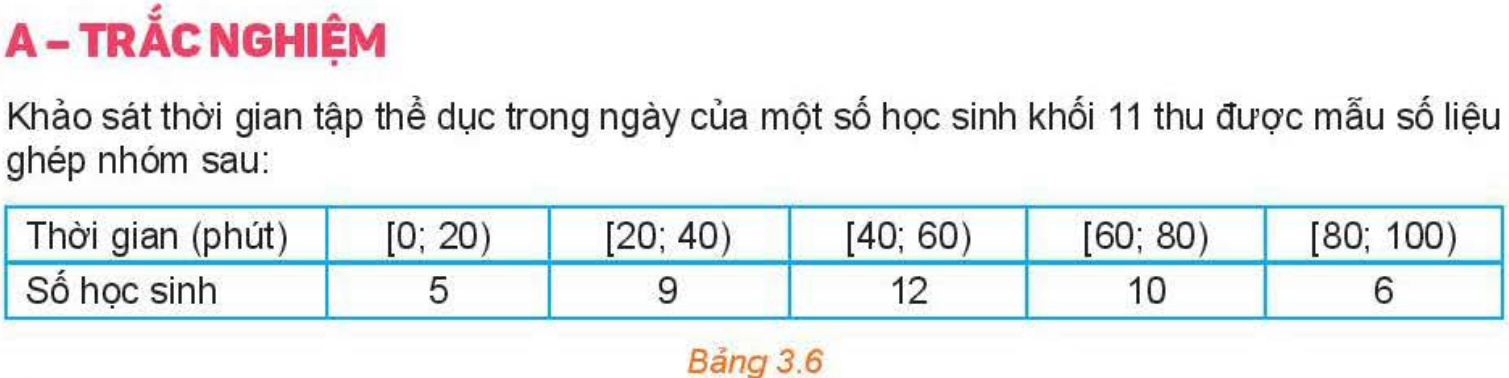 A – TRẮC NGHIỆM
Khảo sát thời gian tập thể dục trong ngày của một số học sinh khối 11 thu được mẫu số liệu
ghép nhóm sau:
Thời gian (phút) [0; 20) [20; 40) [40; 60) [60; 80) [80; 100)
Số học sinh 5 9 12 10 6
Bảng 3.6